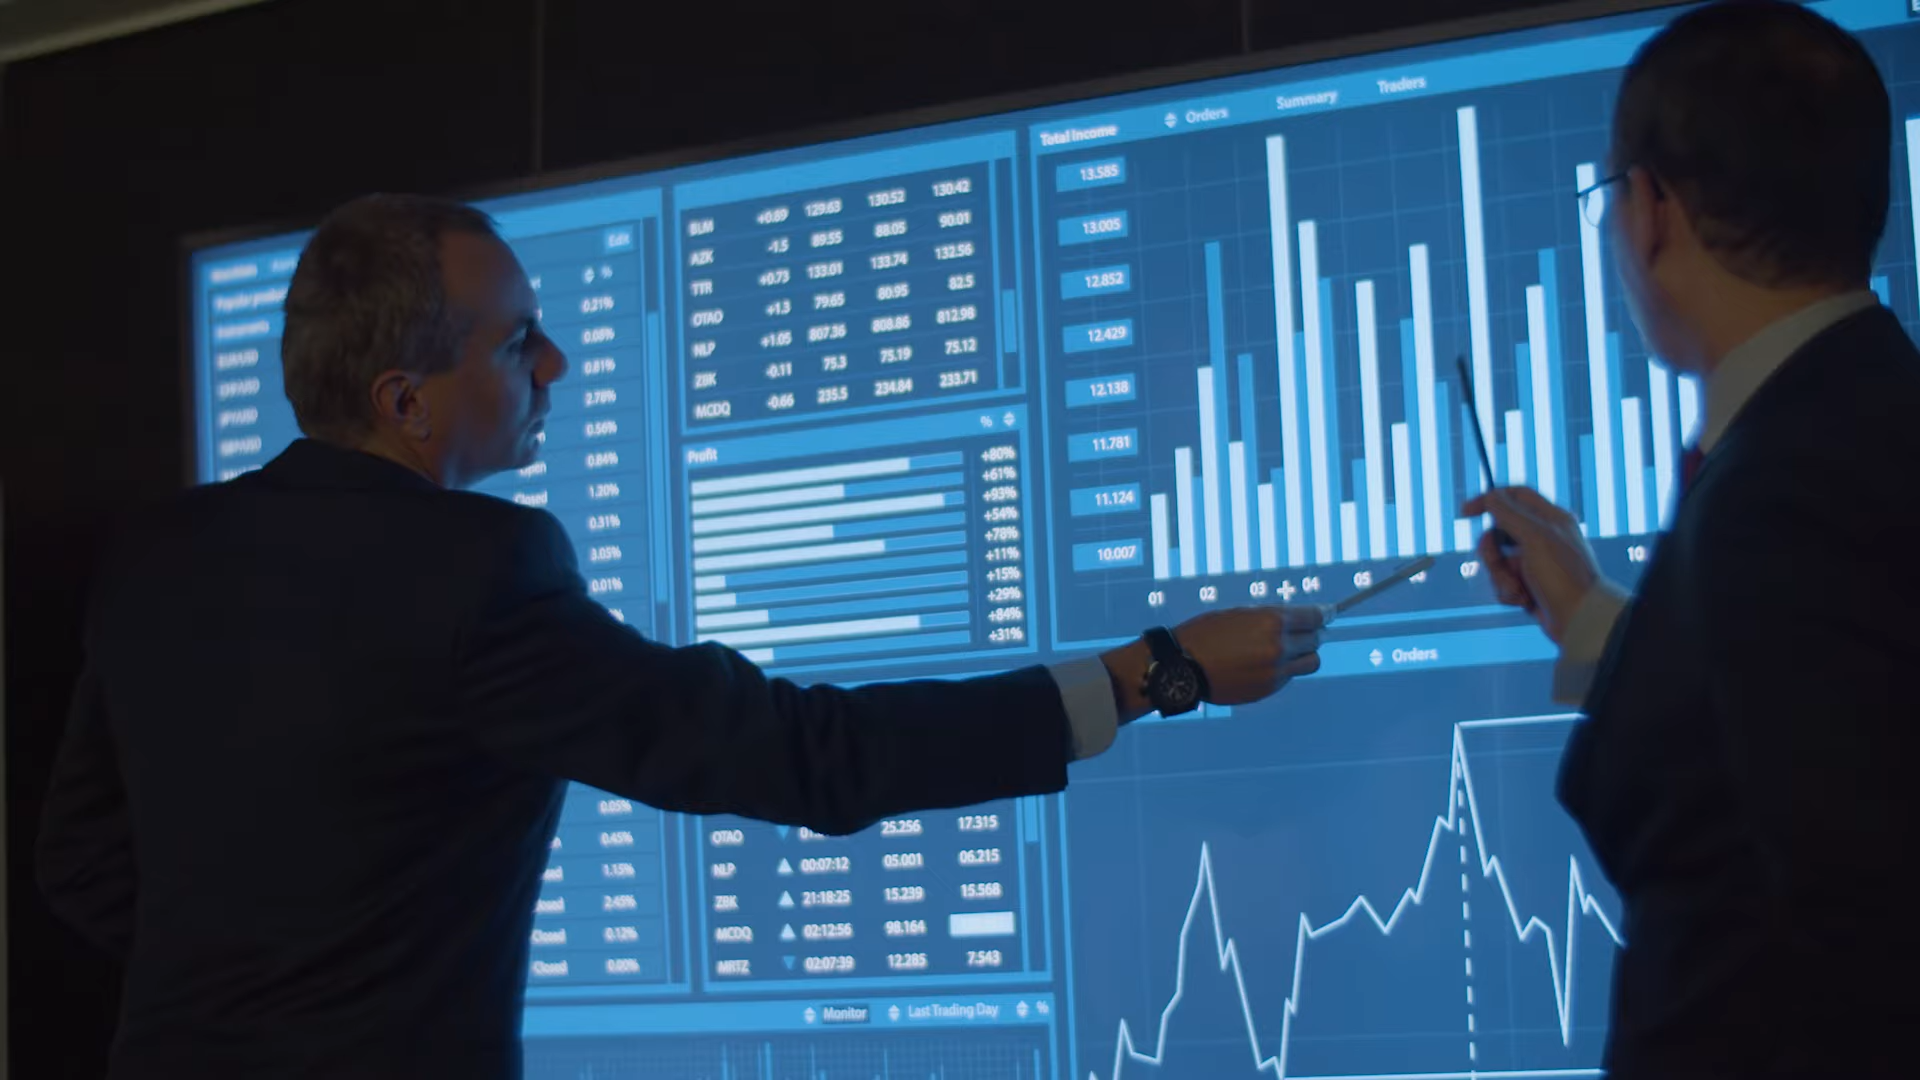 Total Income
Orders
Summary
Traders
13.585
13.005
12.852
12.429
12.138
11.781
11.124
10.007
01
02
03
04
05
07
10
Edit
%
0.21%
0.08%
0.81%
2.78%
0.56%
0.84%
Open
Closed
1.20%
0.31%
3.05%
0.01%
BLM +0.89 129.63 130.52 130.42
AZK -1.5 89.55 88.05 90.01
TTR +0.73 133.01 133.74 132.56
OTAO +1.3 79.65 80.95 82.5
NLP +1.05 807.36 808.86 812.98
ZBK -0.11 75.3 75.19 75.12
MCDQ -0.66 235.5 234.84 233.71
%
Profit
+80%
+61%
+93%
+54%
+78%
+11%
+15%
+29%
+84%
+31%
Orders
0.05%
0.45%
1.15%
2.45%
Closed 0.12%
Closed 0.00%
OTAO 25.256 17.315
NLP 00:07:12 05.001 06.215
ZBK 21:18:25 15.239 15.568
MCDQ 02:12:56 98.164
MRTZ 02:07:39 12.285 7.543
Monitor
Last Trading Day
%